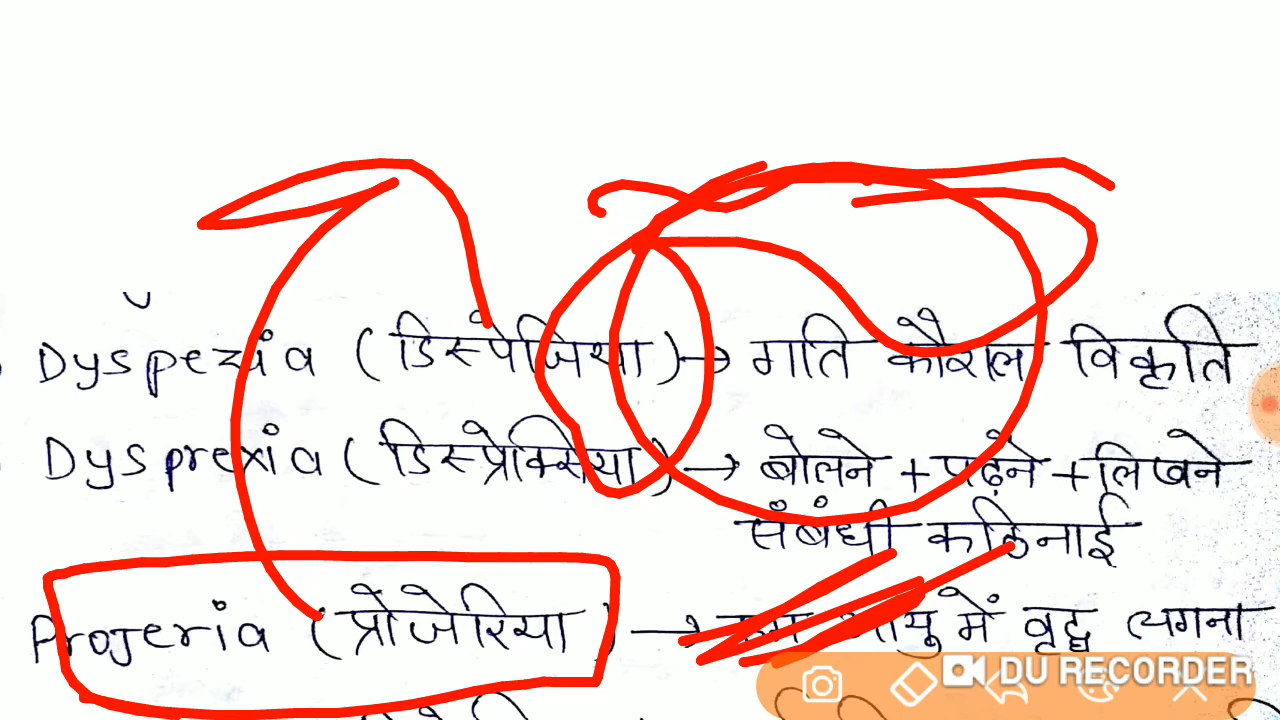 Dyspezia (डिस्पेजिया) → गति कौशल विकृति
Dysprexia (डिस्प्रेक्सिया) → बोलने + पढ़ने + लिखने
संबंधी कठिनाई
Projeria (प्रोजेरिया) → आयु में वृद्ध लगना
DU RECORDER